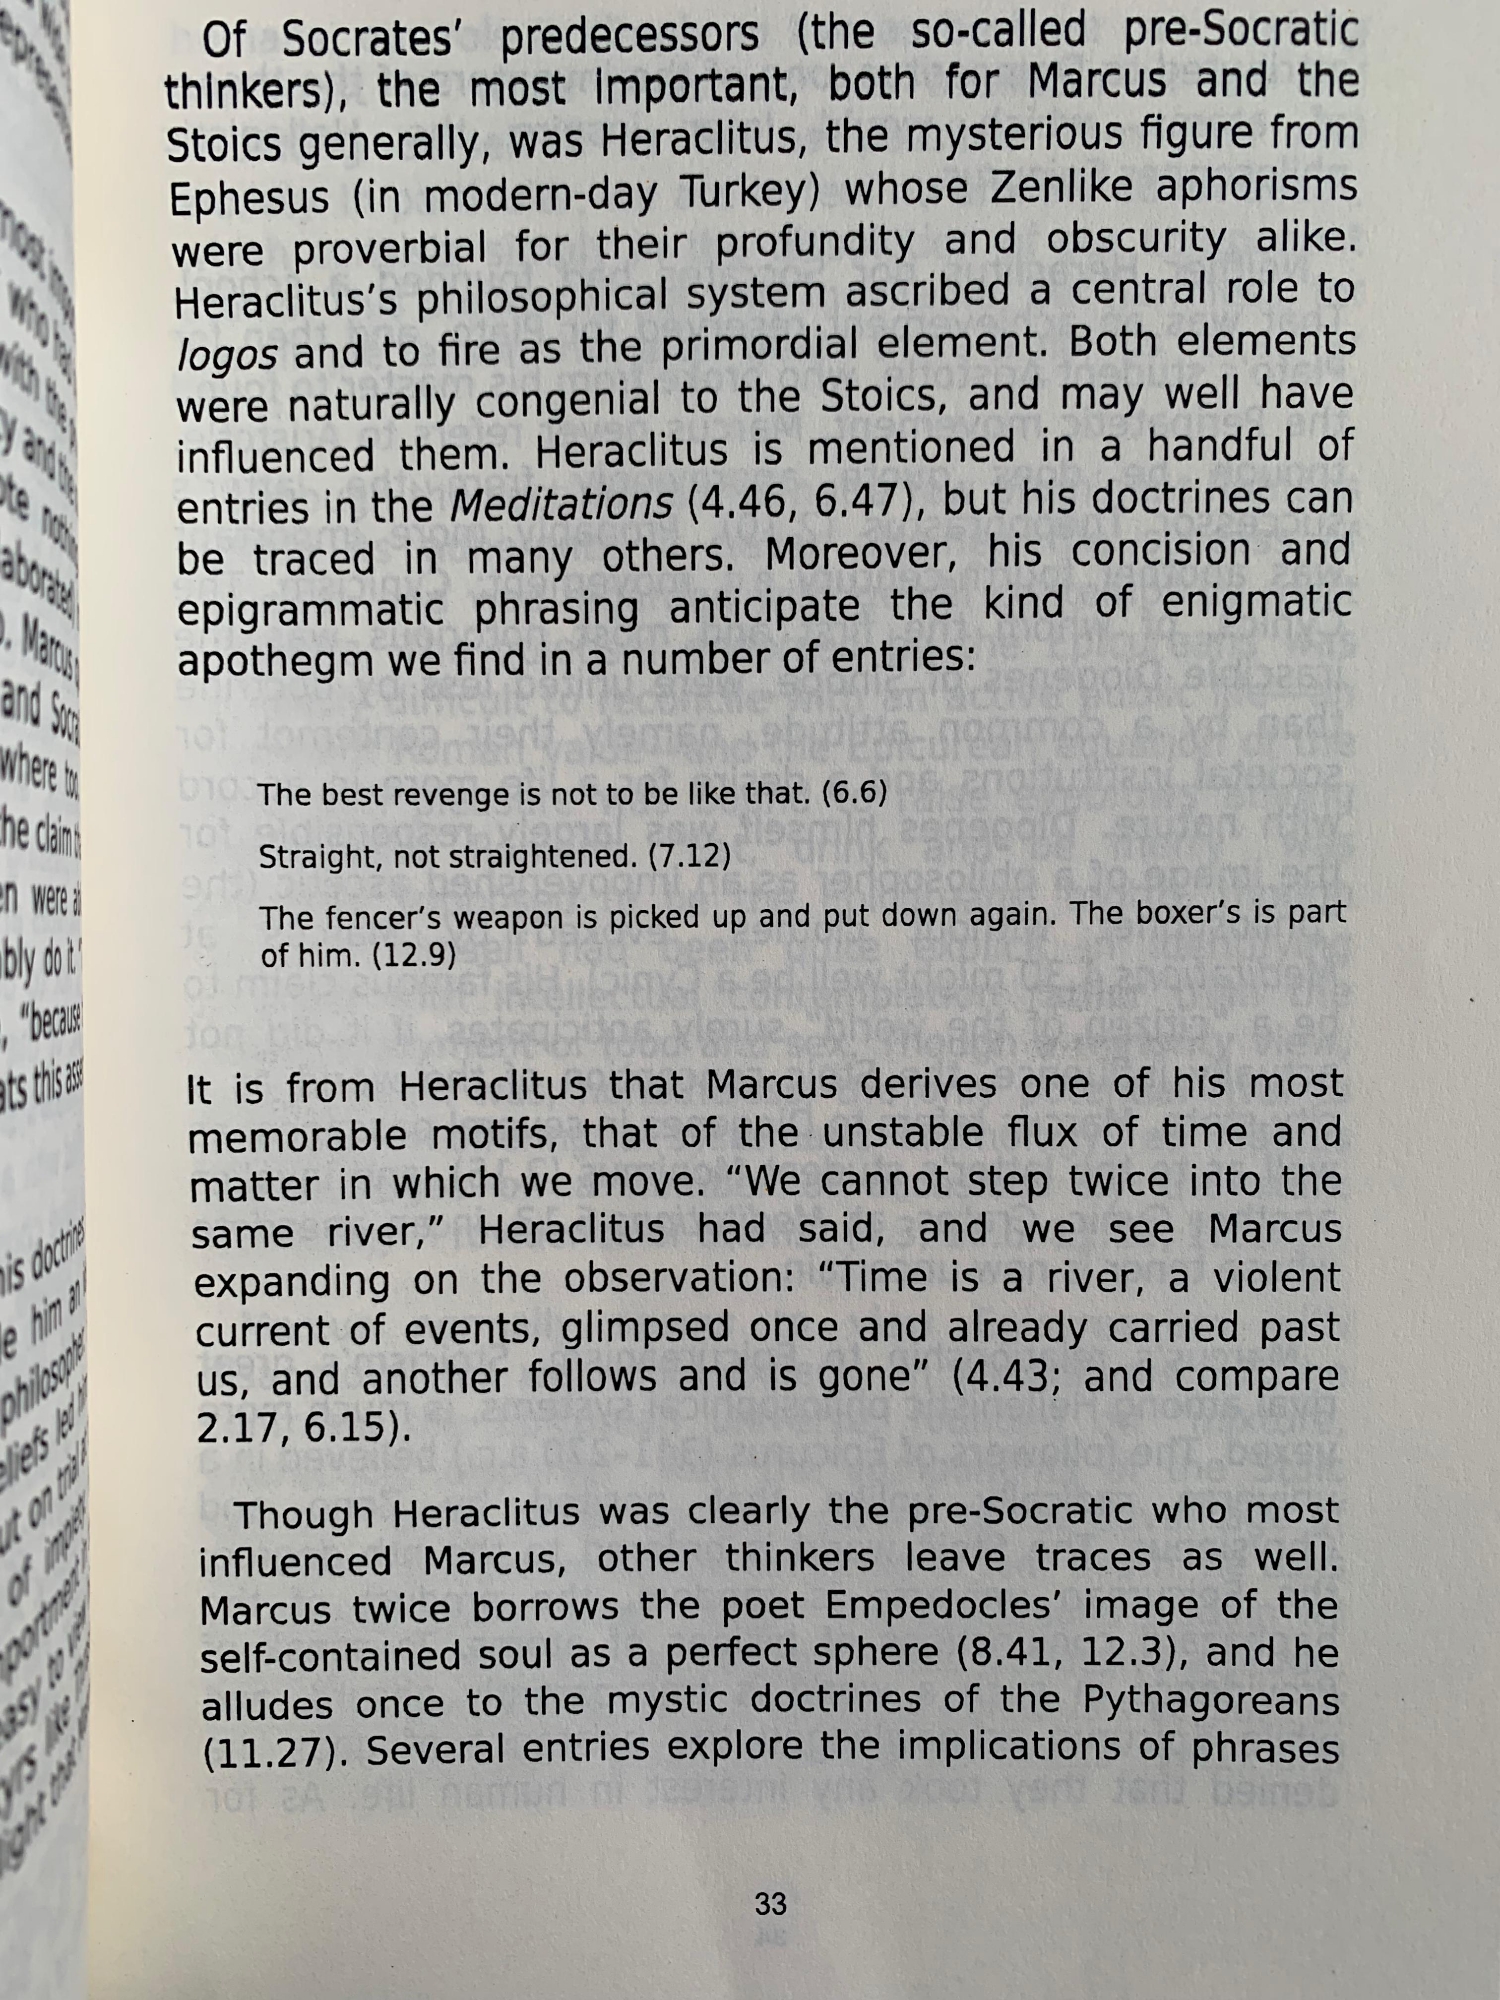 Of Socrates’ predecessors (the so-called pre-Socratic
thinkers), the most important, both for Marcus and the
Stoics generally, was Heraclitus, the mysterious figure from
Ephesus (in modern-day Turkey) whose Zenlike aphorisms
were proverbial for their profundity and obscurity alike.
Heraclitus’s philosophical system ascribed a central role to
logos and to fire as the primordial element. Both elements
were naturally congenial to the Stoics, and may well have
influenced them. Heraclitus is mentioned in a handful of
entries in the Meditations (4.46, 6.47), but his doctrines can
be traced in many others. Moreover, his concision and
epigrammatic phrasing anticipate the kind of enigmatic
apothegm we find in a number of entries:
The best revenge is not to be like that. (6.6)
Straight, not straightened. (7.12)
The fencer’s weapon is picked up and put down again. The boxer’s is part
of him. (12.9)
It is from Heraclitus that Marcus derives one of his most
memorable motifs, that of the unstable flux of time and
matter in which we move. “We cannot step twice into the
same river,” Heraclitus had said, and we see Marcus
expanding on the observation: “Time is a river, a violent
current of events, glimpsed once and already carried past
us, and another follows and is gone” (4.43; and compare
2.17, 6.15).
Though Heraclitus was clearly the pre-Socratic who most
influenced Marcus, other thinkers leave traces as well.
Marcus twice borrows the poet Empedocles’ image of the
self-contained soul as a perfect sphere (8.41, 12.3), and he
alludes once to the mystic doctrines of the Pythagoreans
(11.27). Several entries explore the implications of phrases
33